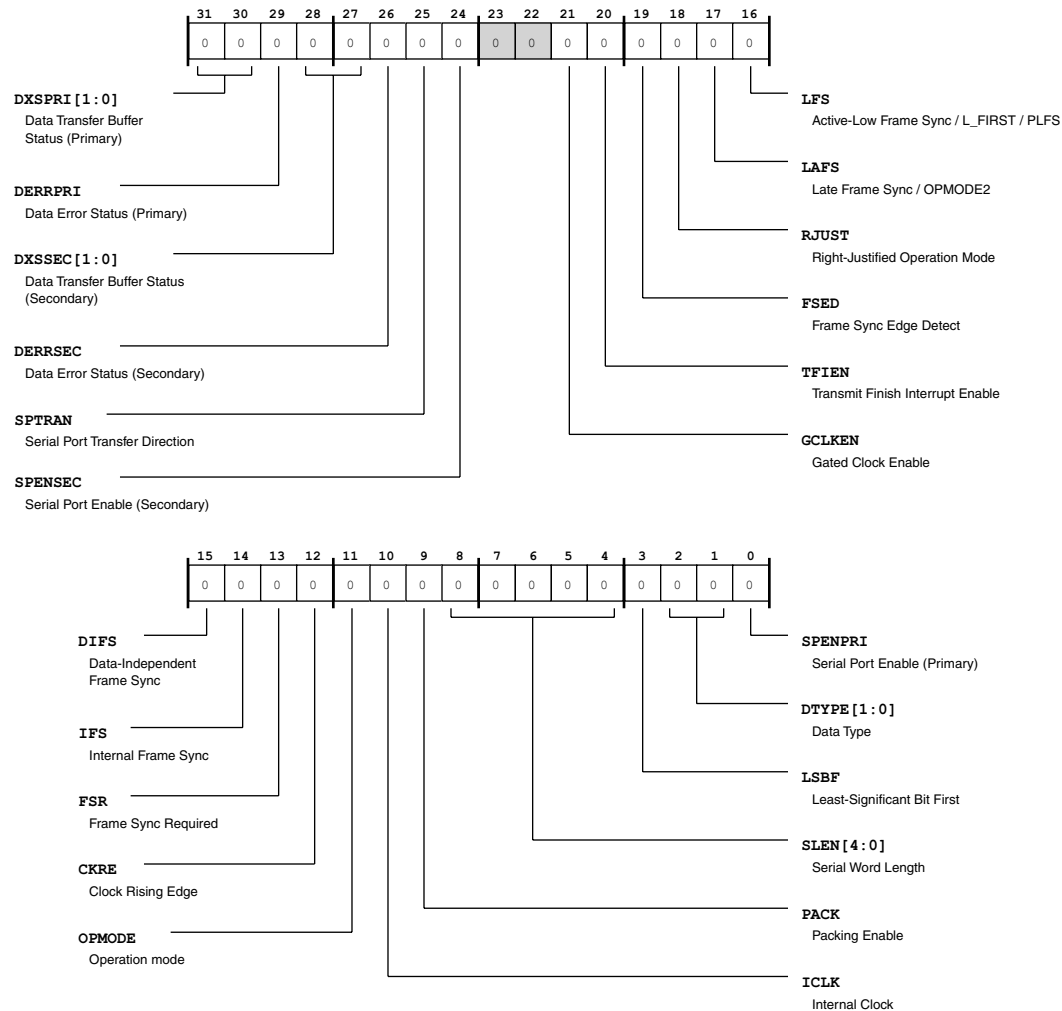 31 30 29 28 27 26 25 24 23 22 21 20 19 18 17 16
0 0 0 0 0 0 0 0 0 0 0 0 0 0 0 0
DXSPRI[1:0]
Data Transfer Buffer
Status (Primary)
DERRPRI
Data Error Status (Primary)
DXSSEC[1:0]
Data Transfer Buffer Status
(Secondary)
DERRSEC
Data Error Status (Secondary)
SPTRAN
Serial Port Transfer Direction
SPENSEC
Serial Port Enable (Secondary)
LFS
Active-Low Frame Sync / L_FIRST / PLFS
LAFS
Late Frame Sync / OPMODE2
RJUST
Right-Justified Operation Mode
FSED
Frame Sync Edge Detect
TFIEN
Transmit Finish Interrupt Enable
GCLKEN
Gated Clock Enable
15 14 13 12 11 10 9 8 7 6 5 4 3 2 1 0
0 0 0 0 0 0 0 0 0 0 0 0 0 0 0 0
DIFS
Data-Independent
Frame Sync
IFS
Internal Frame Sync
FSR
Frame Sync Required
CKRE
Clock Rising Edge
OPMODE
Operation mode
SPENPRI
Serial Port Enable (Primary)
DTYPE[1:0]
Data Type
LSBF
Least-Significant Bit First
SLEN[4:0]
Serial Word Length
PACK
Packing Enable
ICLK
Internal Clock